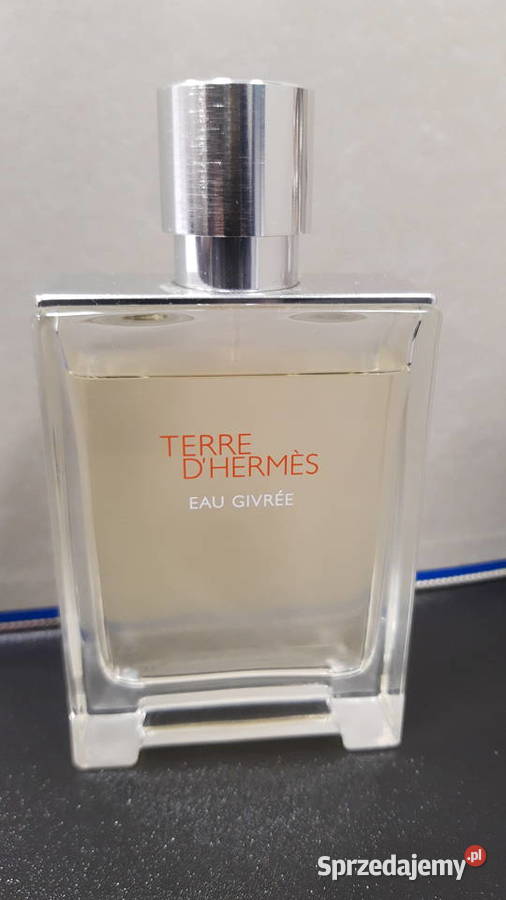 TERRE
D'HERMÈS
EAU GIVRÉE
Sprzedajemy.pl